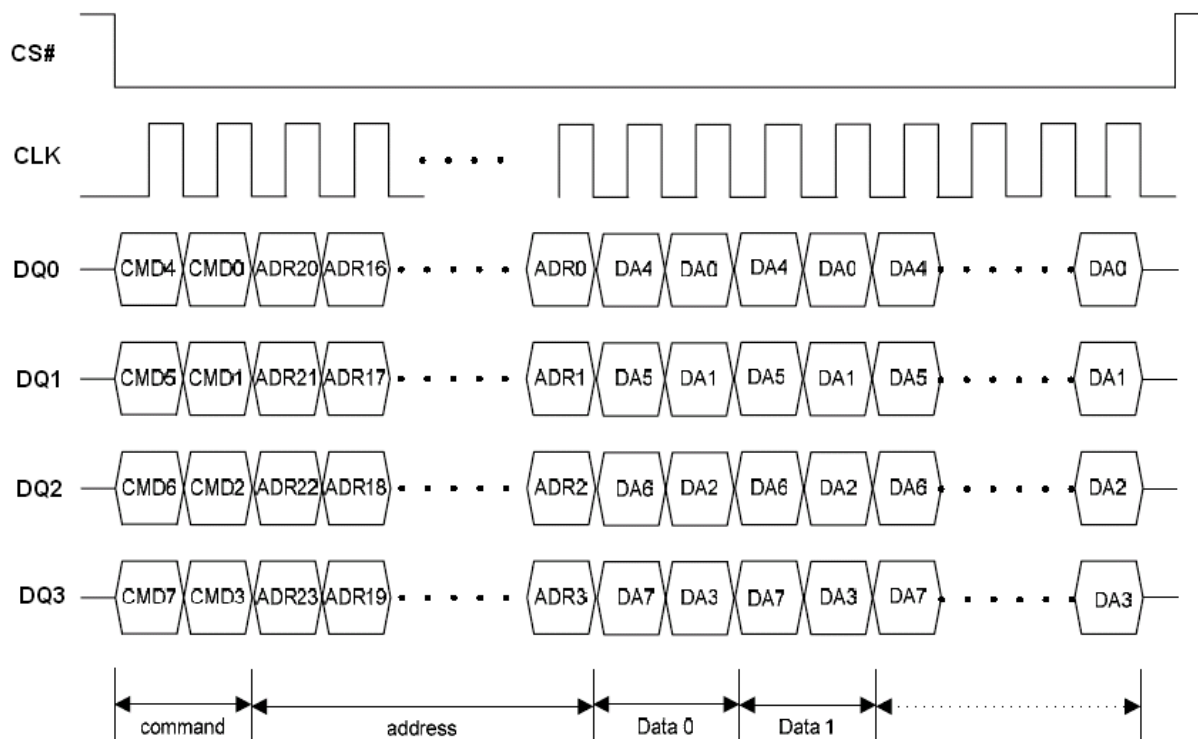 CS#
CLK
DQ0 CMD4 CMD0 ADR20 ADR16 ADR0 DA4 DA0 DA4 DA0 DA4 DA0
DQ1 CMD5 CMD1 ADR21 ADR17 ADR1 DA5 DA1 DA5 DA1 DA5 DA1
DQ2 CMD6 CMD2 ADR22 ADR18 ADR2 DA6 DA2 DA6 DA2 DA6 DA2
DQ3 CMD7 CMD3 ADR23 ADR19 ADR3 DA7 DA3 DA7 DA3 DA7 DA3
command address Data 0 Data 1